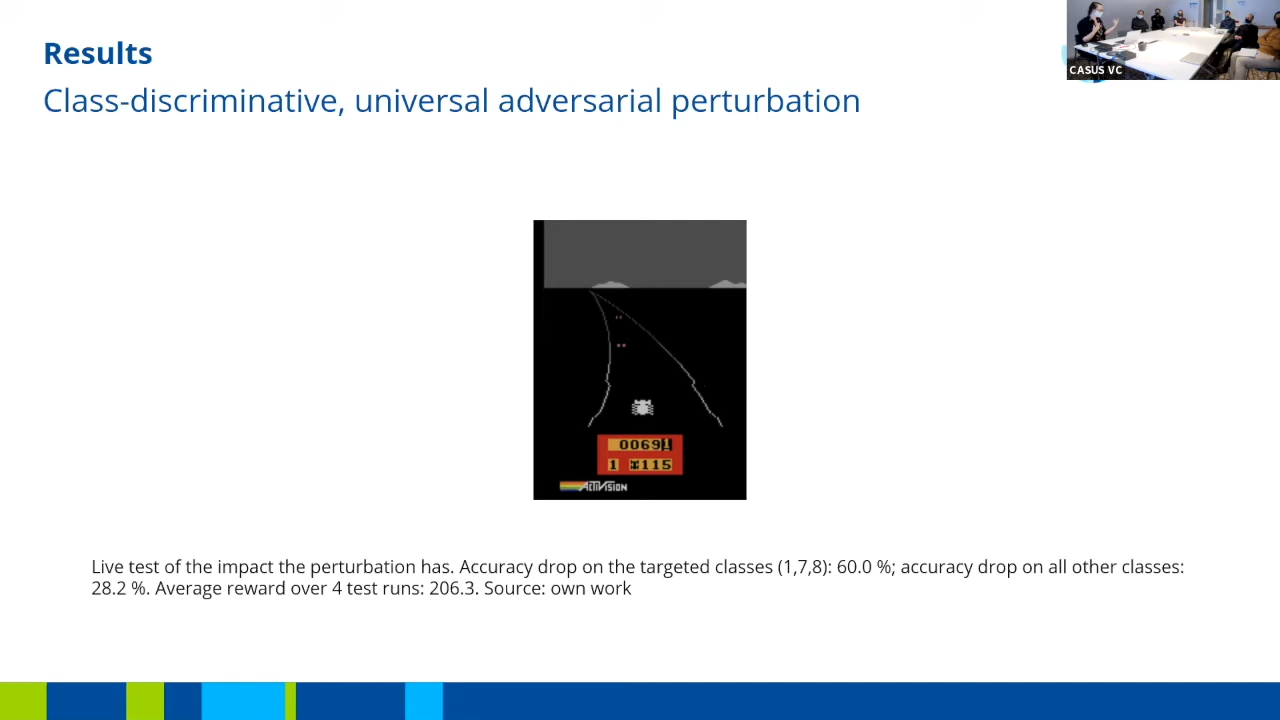 Results
Class-discriminative, universal adversarial perturbation
CASUS VC
00691
1 115
ACTIVISION
Live test of the impact the perturbation has. Accuracy drop on the targeted classes (1,7,8): 60.0 %; accuracy drop on all other classes:
28.2 %. Average reward over 4 test runs: 206.3. Source: own work